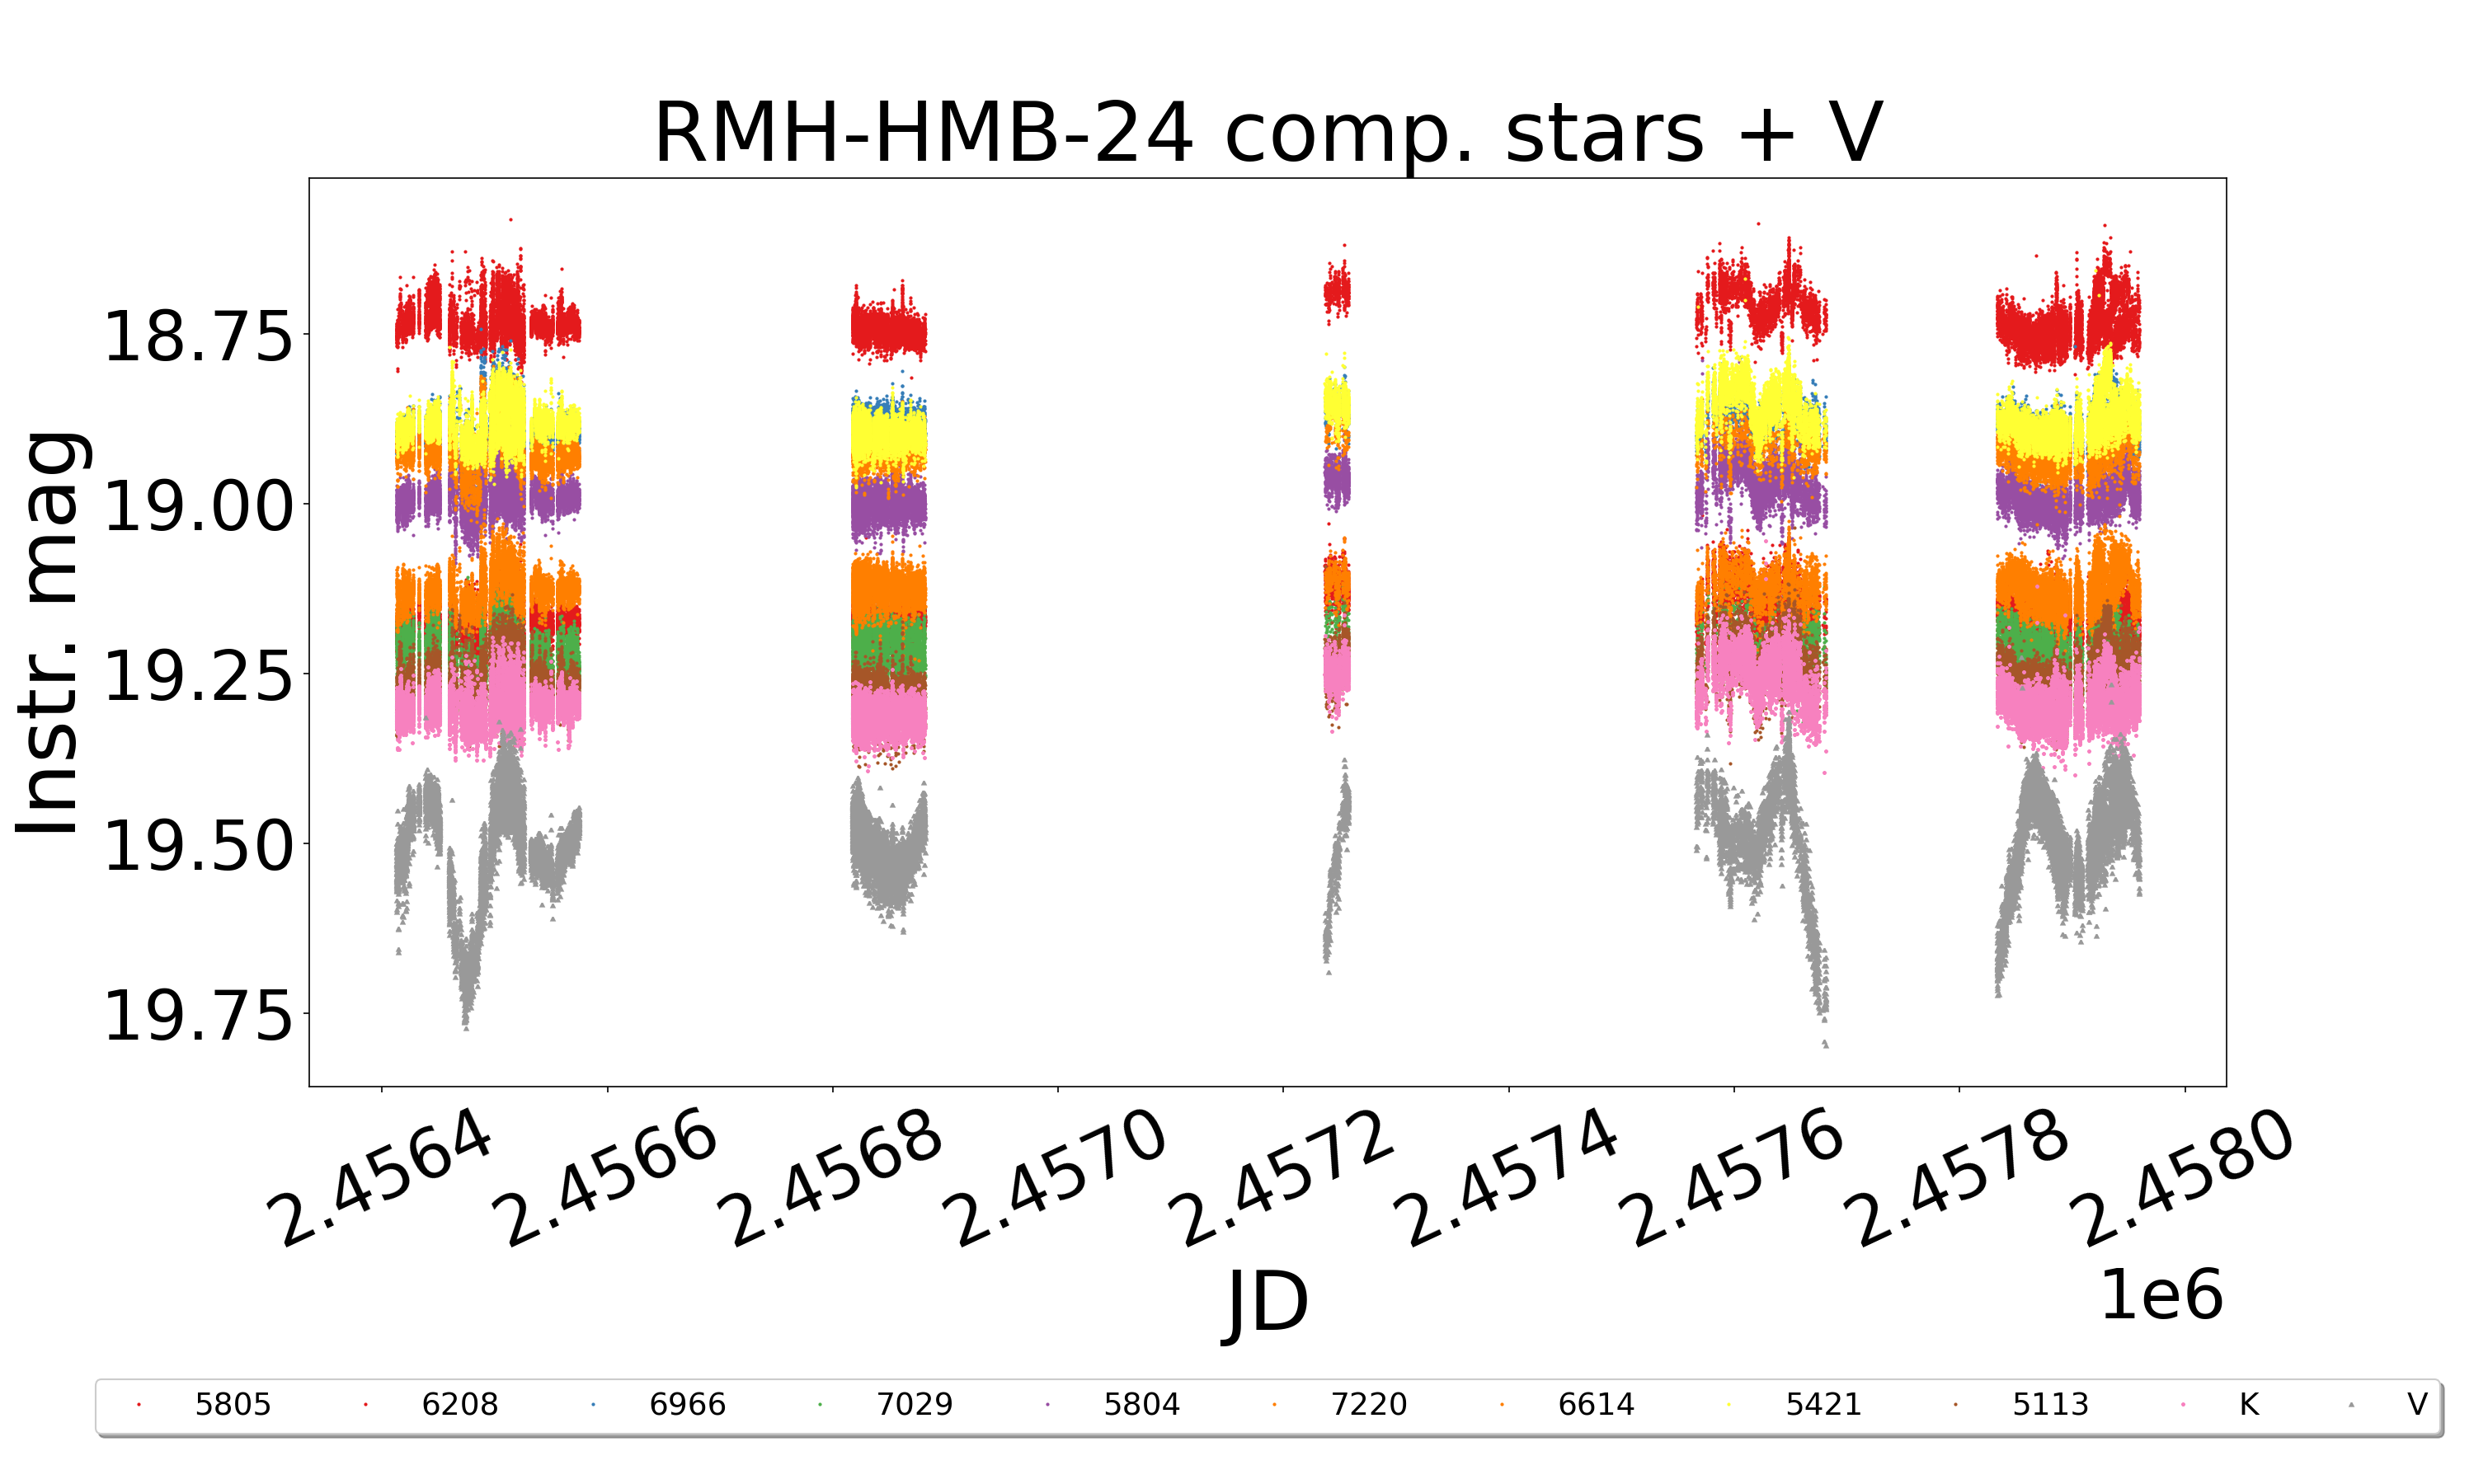 RMH-HMB-24 comp. stars + V
Instr. mag
18.75
19.00
19.25
19.50
19.75
2.4564 2.4566 2.4568 2.4570 2.4572 2.4574 2.4576 2.4578 2.4580
JD
1e6
5805 6208 6966 7029 5804 7220 6614 5421 5113 K V